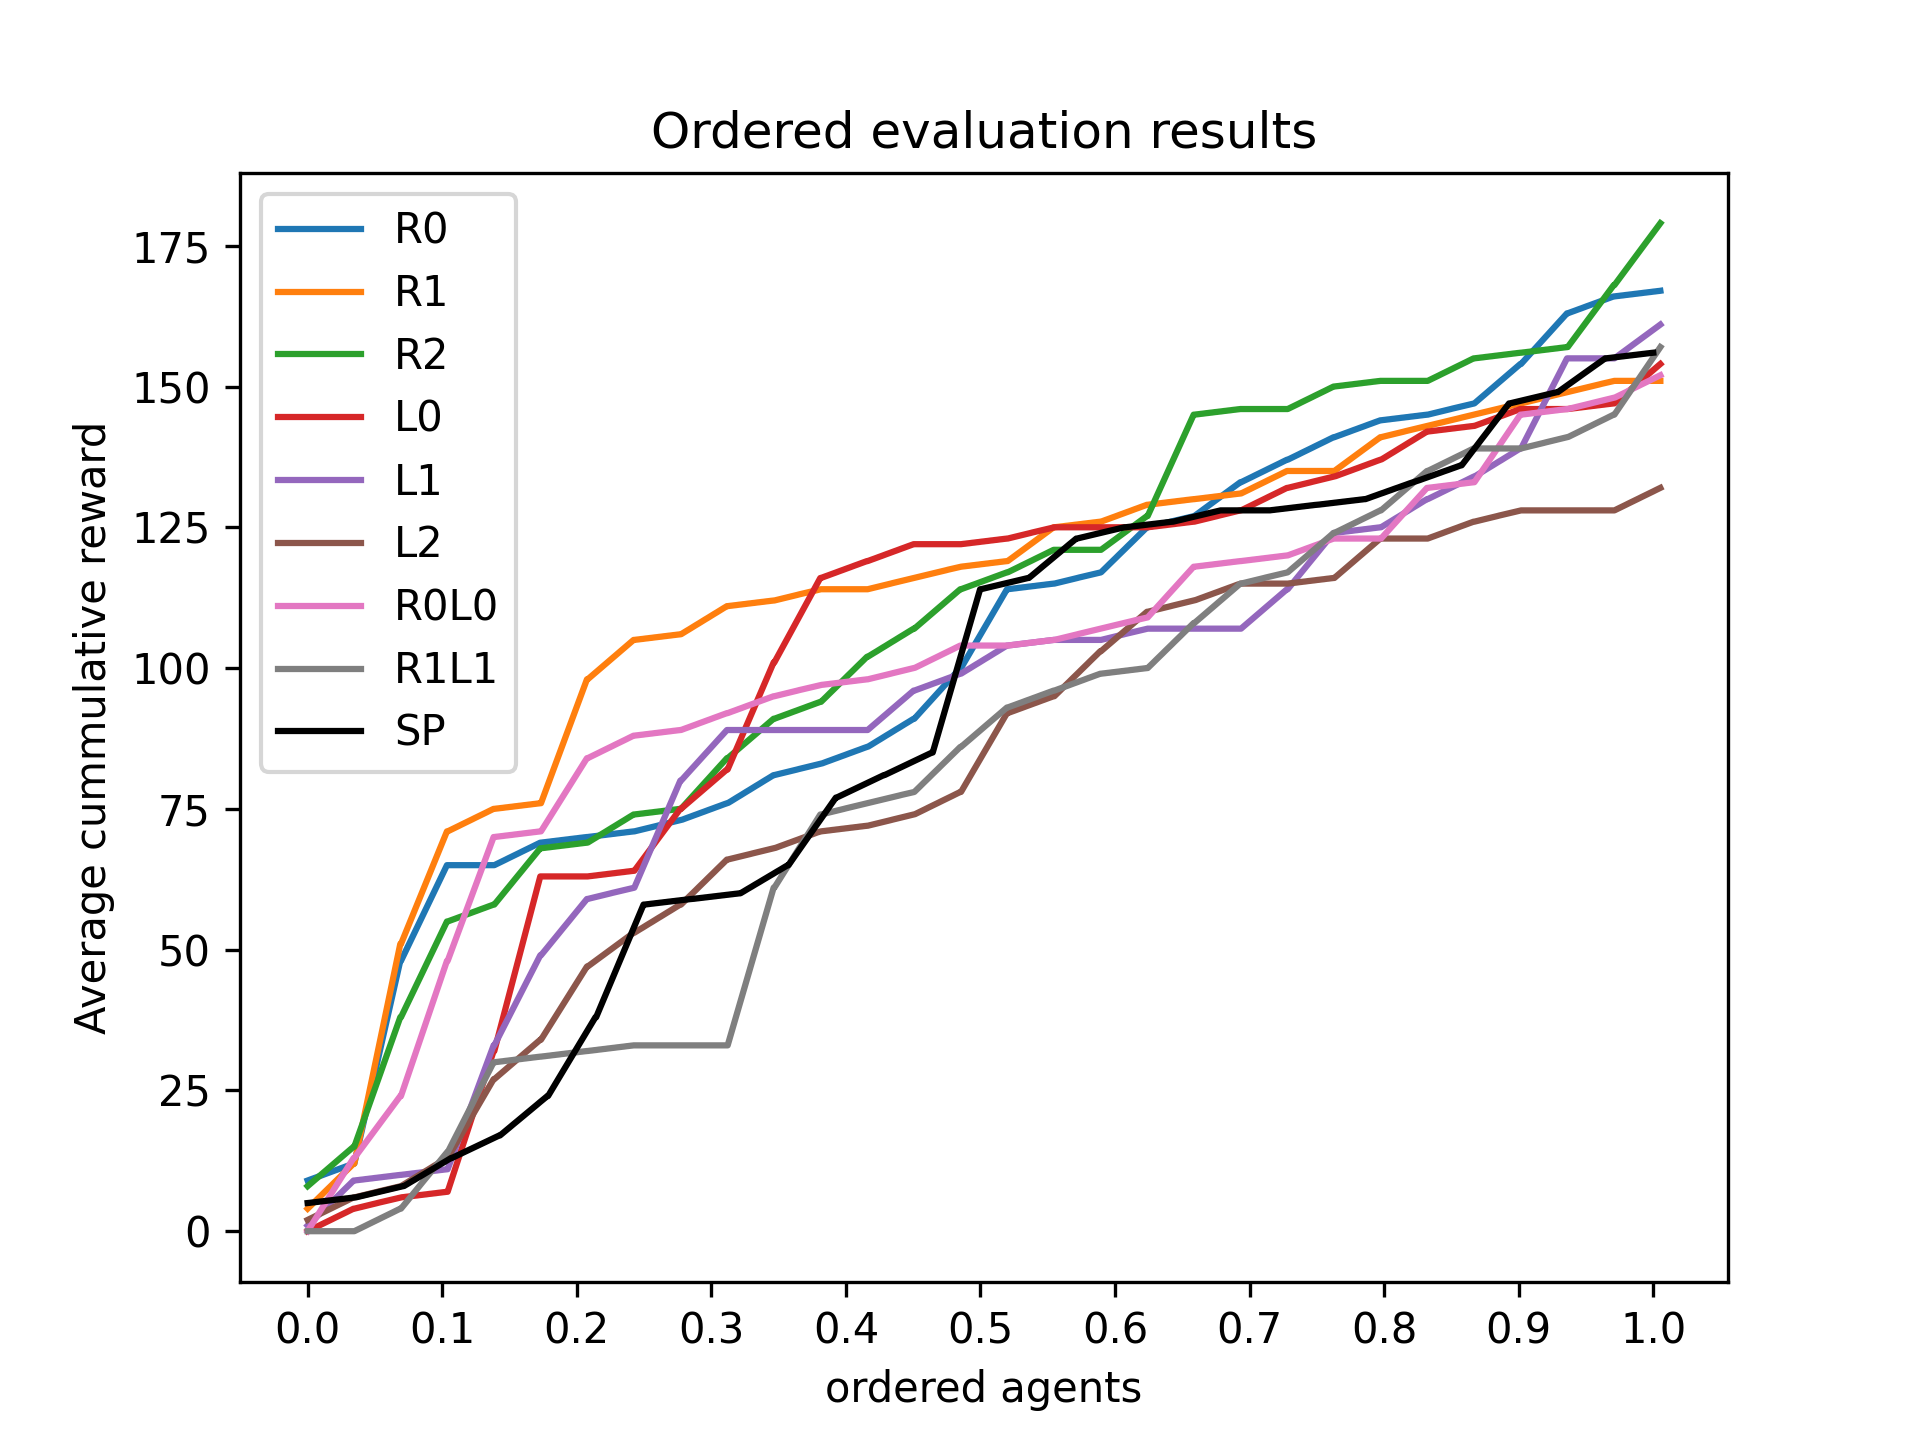 Ordered evaluation results
R0
R1
R2
L0
L1
L2
R0L0
R1L1
SP
Average cummulative reward
175
150
125
100
75
50
25
0
0.0 0.1 0.2 0.3 0.4 0.5 0.6 0.7 0.8 0.9 1.0
ordered agents